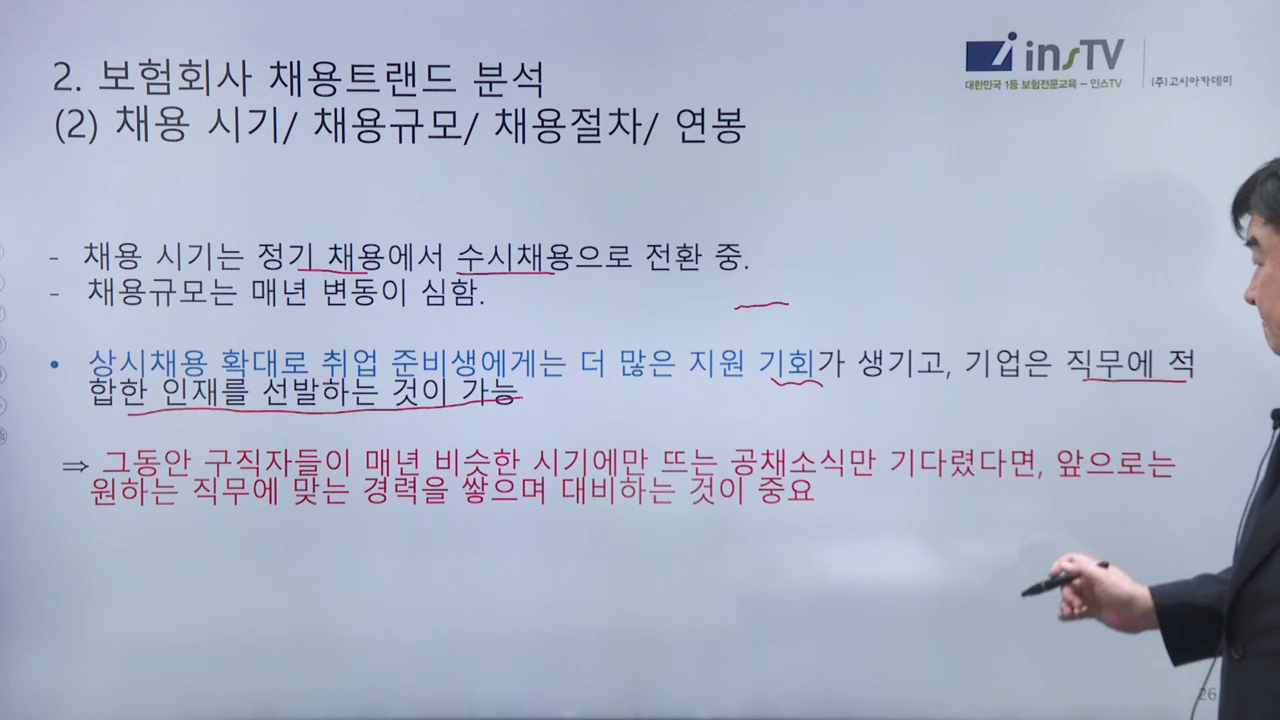 insTV
대한민국 1등 보험전문교육 – 인스TV
(주)고시아카데미
2. 보험회사 채용트랜드 분석
(2) 채용 시기/ 채용규모/ 채용절차/ 연봉
- 채용 시기는 정기 채용에서 수시채용으로 전환 중.
- 채용규모는 매년 변동이 심함.
• 상시채용 확대로 취업 준비생에게는 더 많은 지원 기회가 생기고, 기업은 직무에 적
합한 인재를 선발하는 것이 가능
⇒ 그동안 구직자들이 매년 비슷한 시기에만 뜨는 공채소식만 기다렸다면, 앞으로는
원하는 직무에 맞는 경력을 쌓으며 대비하는 것이 중요
26